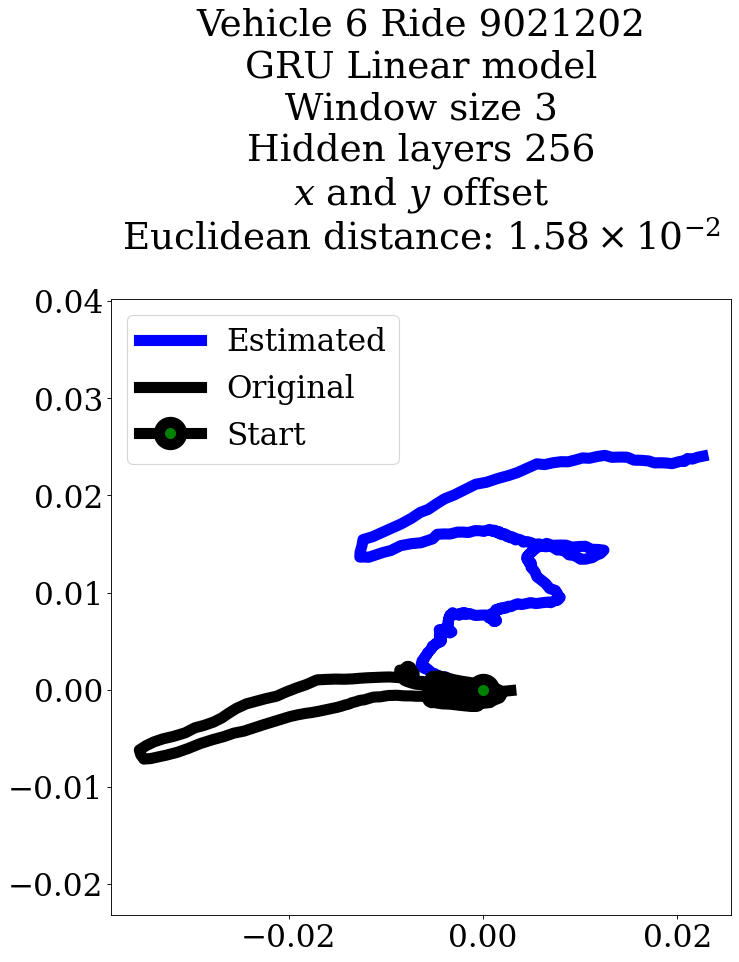 Vehicle 6 Ride 9021202
GRU Linear model
Window size 3
Hidden layers 256
x and y offset
Euclidean distance: 1.58 × 10⁻²
0.04
Estimated
Original
0.03
Start
0.02
0.01
0.00
−0.01
−0.02
−0.02 0.00 0.02